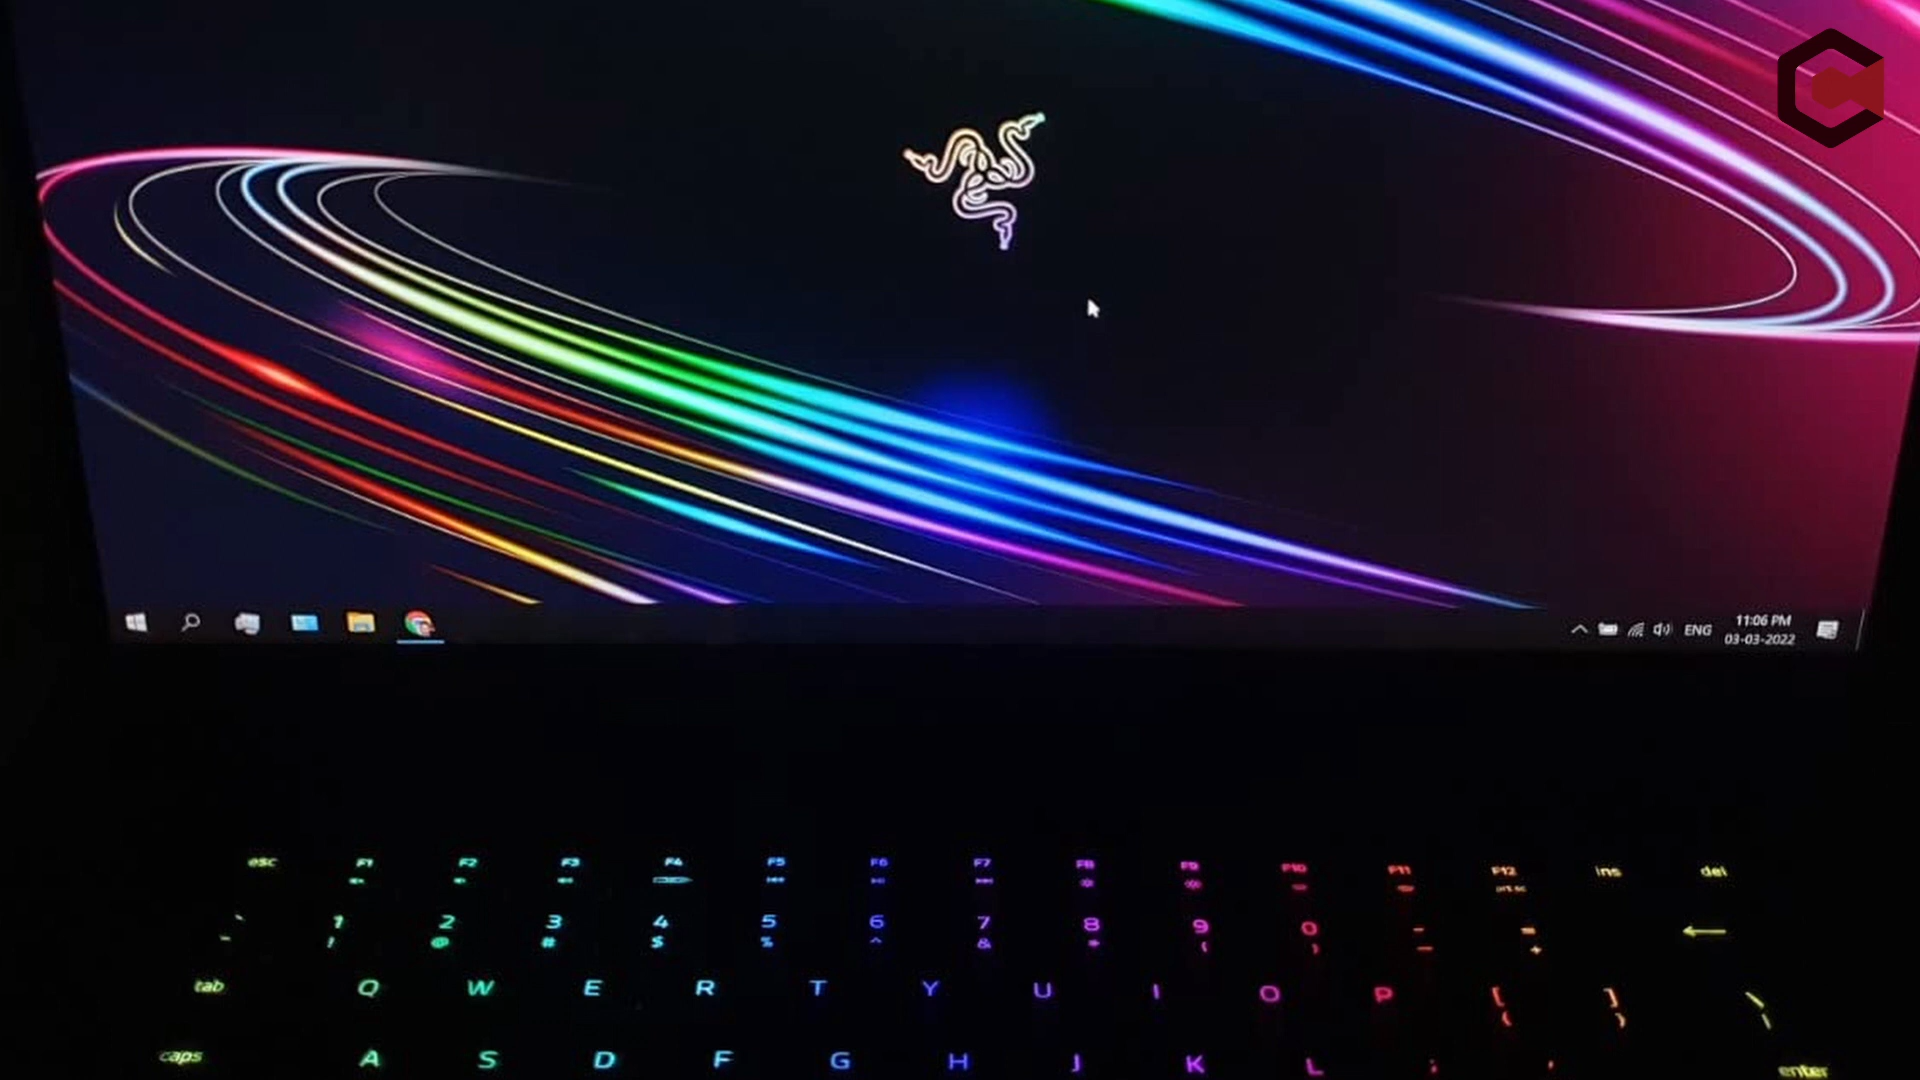 ENG
11:06 PM
03-03-2022
esc F1 F2 F3 F4 F5 F6 F7 F8 F9 F10 F11 F12 ins del
` 1 2 3 4 5 6 7 8 9 0 - =
~ ! @ # $ % ^ & * ( ) _ +
tab Q W E R T Y U I O P [ ] \
{ } |
caps A S D F G H J K L ; '
enter